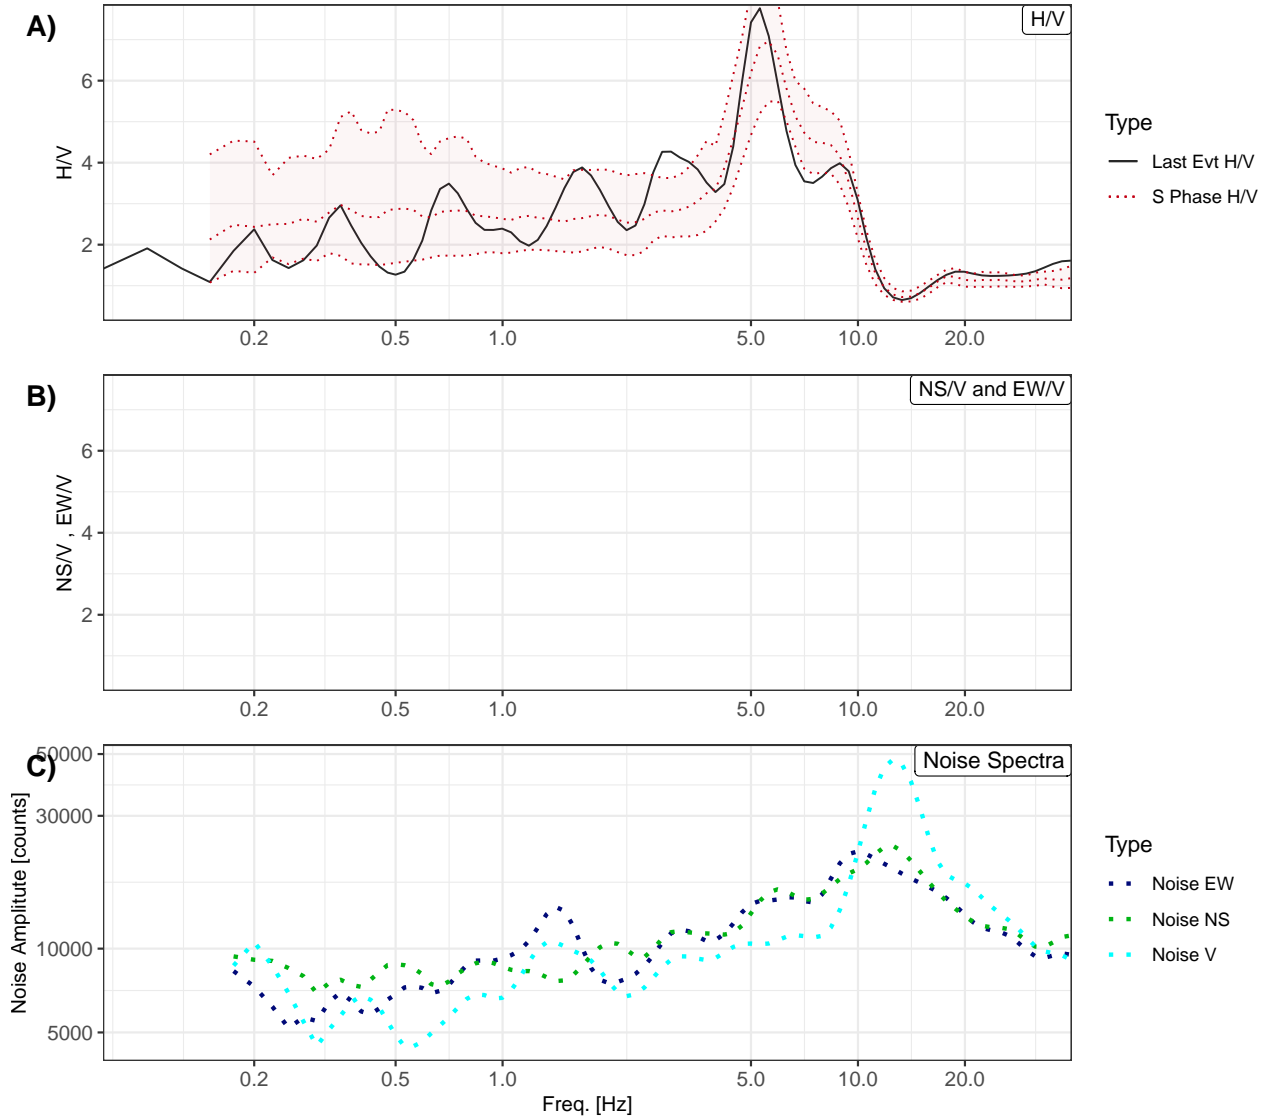 A)
H/V
H/V
6
4
2
0.2 0.5 1.0 5.0 10.0 20.0
Type
Last Evt H/V
S Phase H/V
B)
NS/V and EW/V
NS/V , EW/V
6
4
2
0.2 0.5 1.0 5.0 10.0 20.0
C)
Noise Spectra
Noise Amplitude [counts]
50000
30000
10000
5000
0.2 0.5 1.0 5.0 10.0 20.0
Freq. [Hz]
Type
Noise EW
Noise NS
Noise V